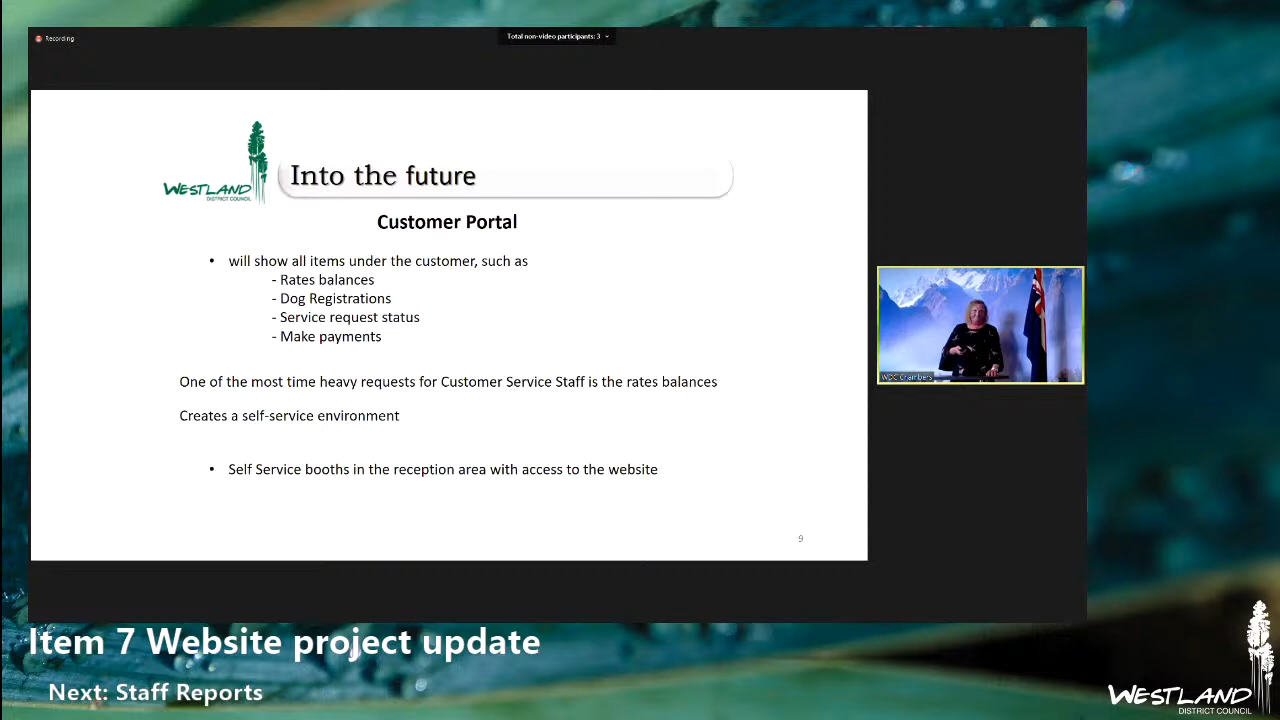 Recording
Total non-video participants: 3
WESTLAND
DISTRICT COUNCIL
Into the future
Customer Portal
• will show all items under the customer, such as
- Rates balances
- Dog Registrations
- Service request status
- Make payments
One of the most time heavy requests for Customer Service Staff is the rates balances
Creates a self-service environment
• Self Service booths in the reception area with access to the website
9
WDC Chambers
Item 7 Website project update
Next: Staff Reports
WESTLAND
DISTRICT COUNCIL